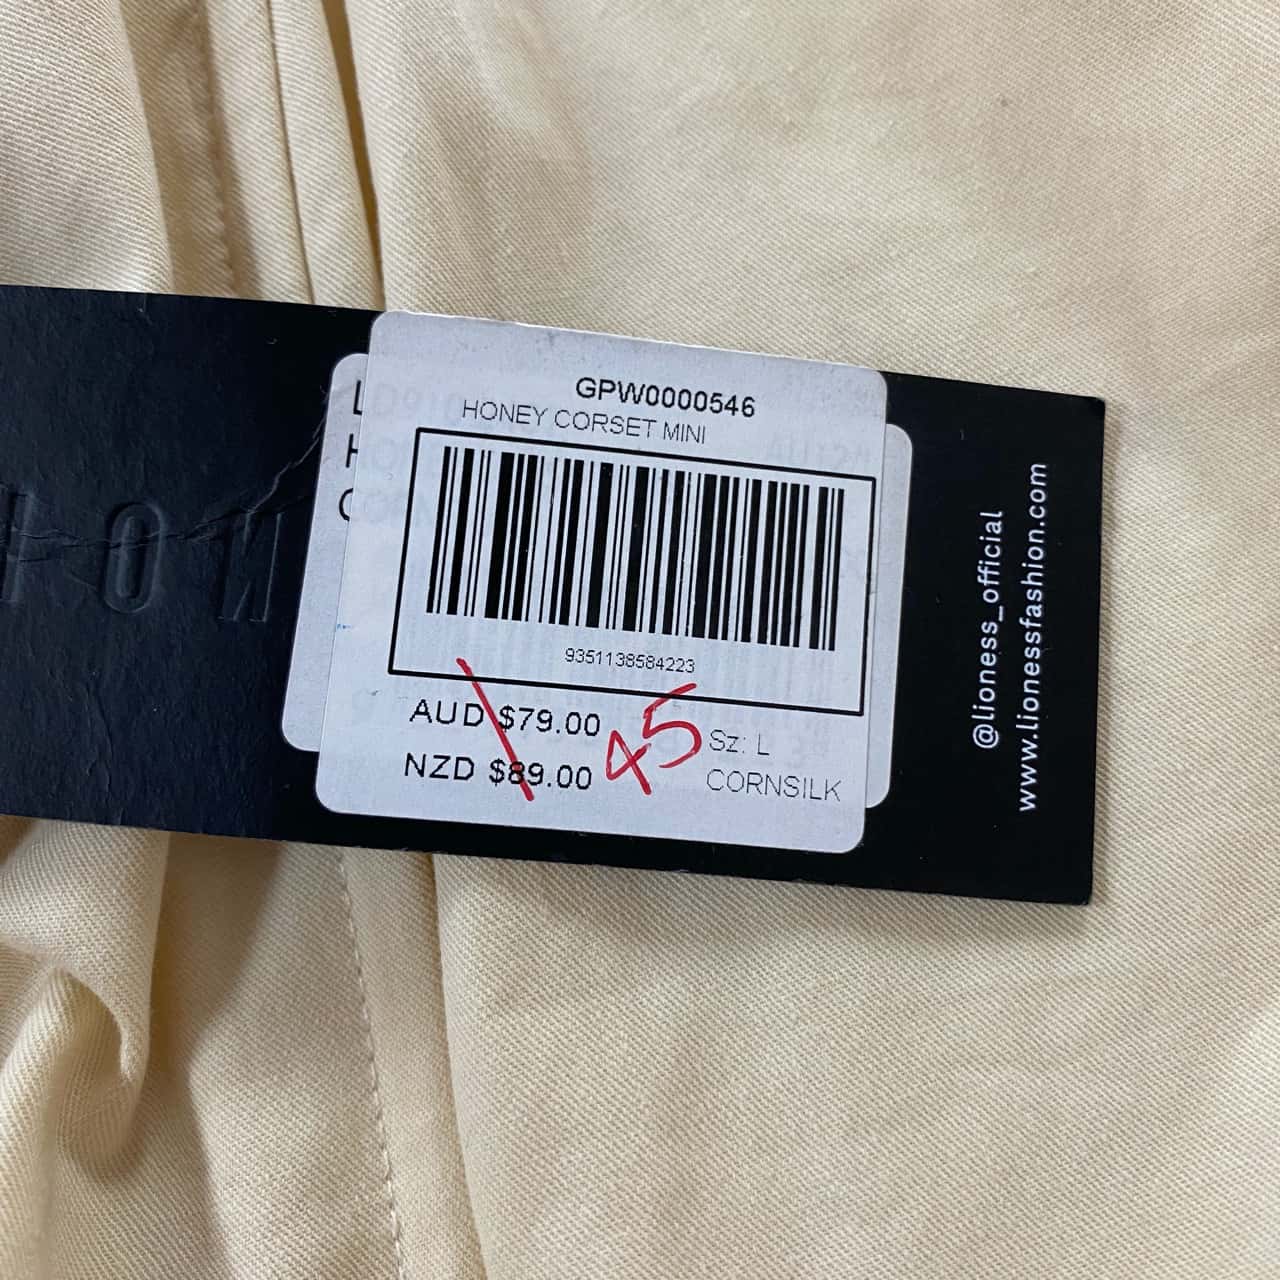 GPW0000546
HONEY CORSET MINI
9351138584223
AUD $79.00
NZD $89.00
45
Sz: L
CORNSILK
@lioness_official
www.lionessfashion.com